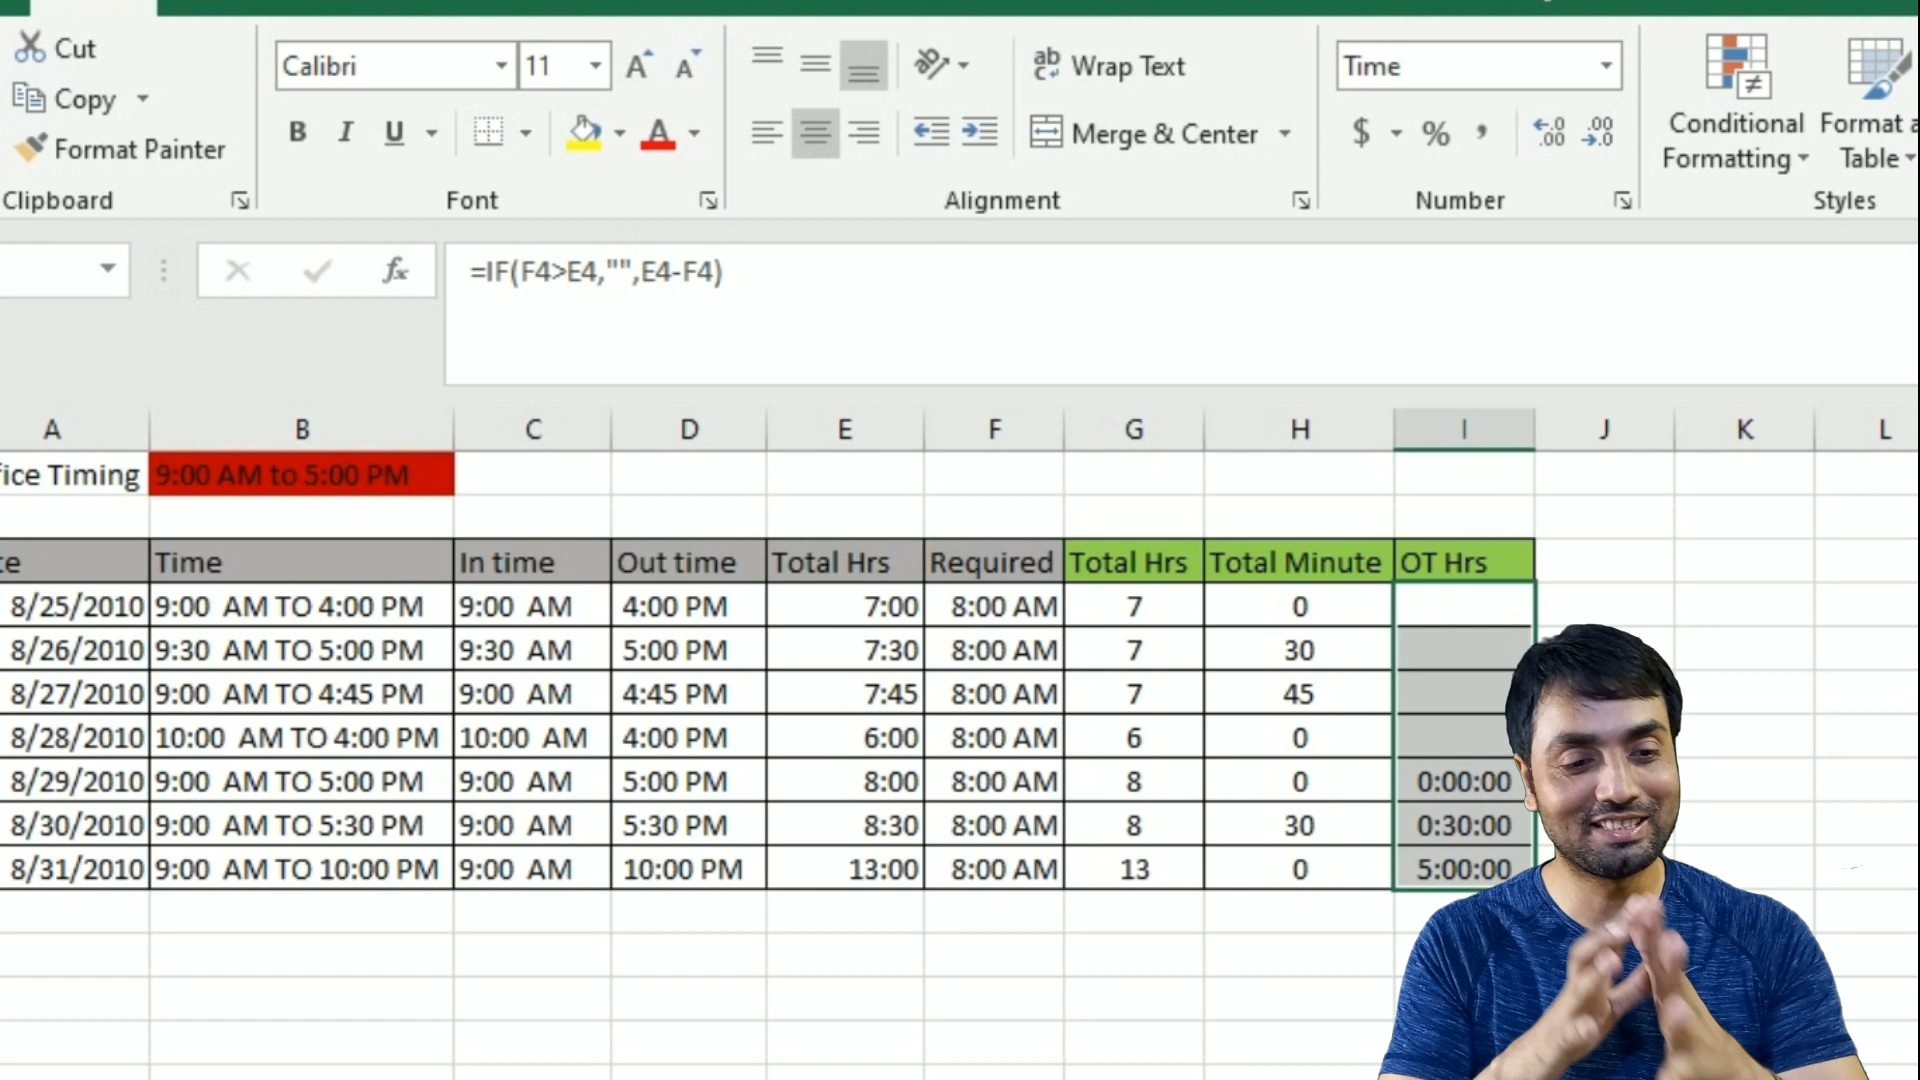 Cut
Copy
Format Painter
Clipboard
Calibri 11 A A
B I U A
Font
ab Wrap Text
Merge & Center
Alignment
Time
$ % , .0 .00 .00 .0
Number
Conditional Formatting
Format a
Table
Styles
fx =IF(F4>E4,"",E4-F4)
A B C D E F G H I J K L
fice Timing 9:00 AM to 5:00 PM
te Time In time Out time Total Hrs Required Total Hrs Total Minute OT Hrs
8/25/2010 9:00 AM TO 4:00 PM 9:00 AM 4:00 PM 7:00 8:00 AM 7 0
8/26/2010 9:30 AM TO 5:00 PM 9:30 AM 5:00 PM 7:30 8:00 AM 7 30
8/27/2010 9:00 AM TO 4:45 PM 9:00 AM 4:45 PM 7:45 8:00 AM 7 45
8/28/2010 10:00 AM TO 4:00 PM 10:00 AM 4:00 PM 6:00 8:00 AM 6 0
8/29/2010 9:00 AM TO 5:00 PM 9:00 AM 5:00 PM 8:00 8:00 AM 8 0 0:00:00
8/30/2010 9:00 AM TO 5:30 PM 9:00 AM 5:30 PM 8:30 8:00 AM 8 30 0:30:00
8/31/2010 9:00 AM TO 10:00 PM 9:00 AM 10:00 PM 13:00 8:00 AM 13 0 5:00:00